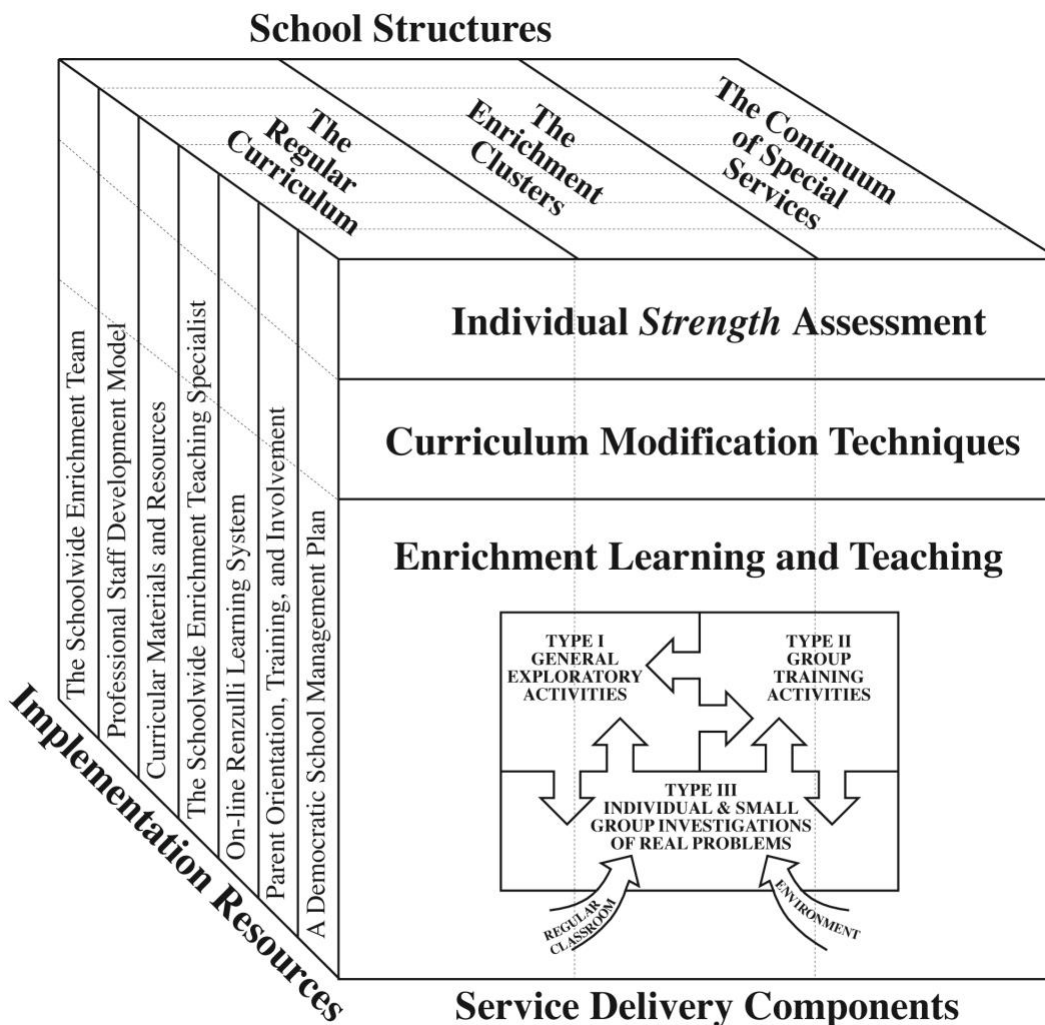 School Structures
The
Regular
Curriculum
The
Enrichment
Clusters
The Continuum
of Special
Services
Individual Strength Assessment
Curriculum Modification Techniques
Enrichment Learning and Teaching
TYPE I
GENERAL
EXPLORATORY
ACTIVITIES
TYPE II
GROUP
TRAINING
ACTIVITIES
TYPE III
INDIVIDUAL & SMALL
GROUP INVESTIGATIONS
OF REAL PROBLEMS
REGULAR
CLASSROOM
ENVIRONMENT
The Schoolwide Enrichment Team
Professional Staff Development Model
Curricular Materials and Resources
The Schoolwide Enrichment Teaching Specialist
On-line Renzulli Learning System
Parent Orientation, Training, and Involvement
A Democratic School Management Plan
Implementation Resources
Service Delivery Components